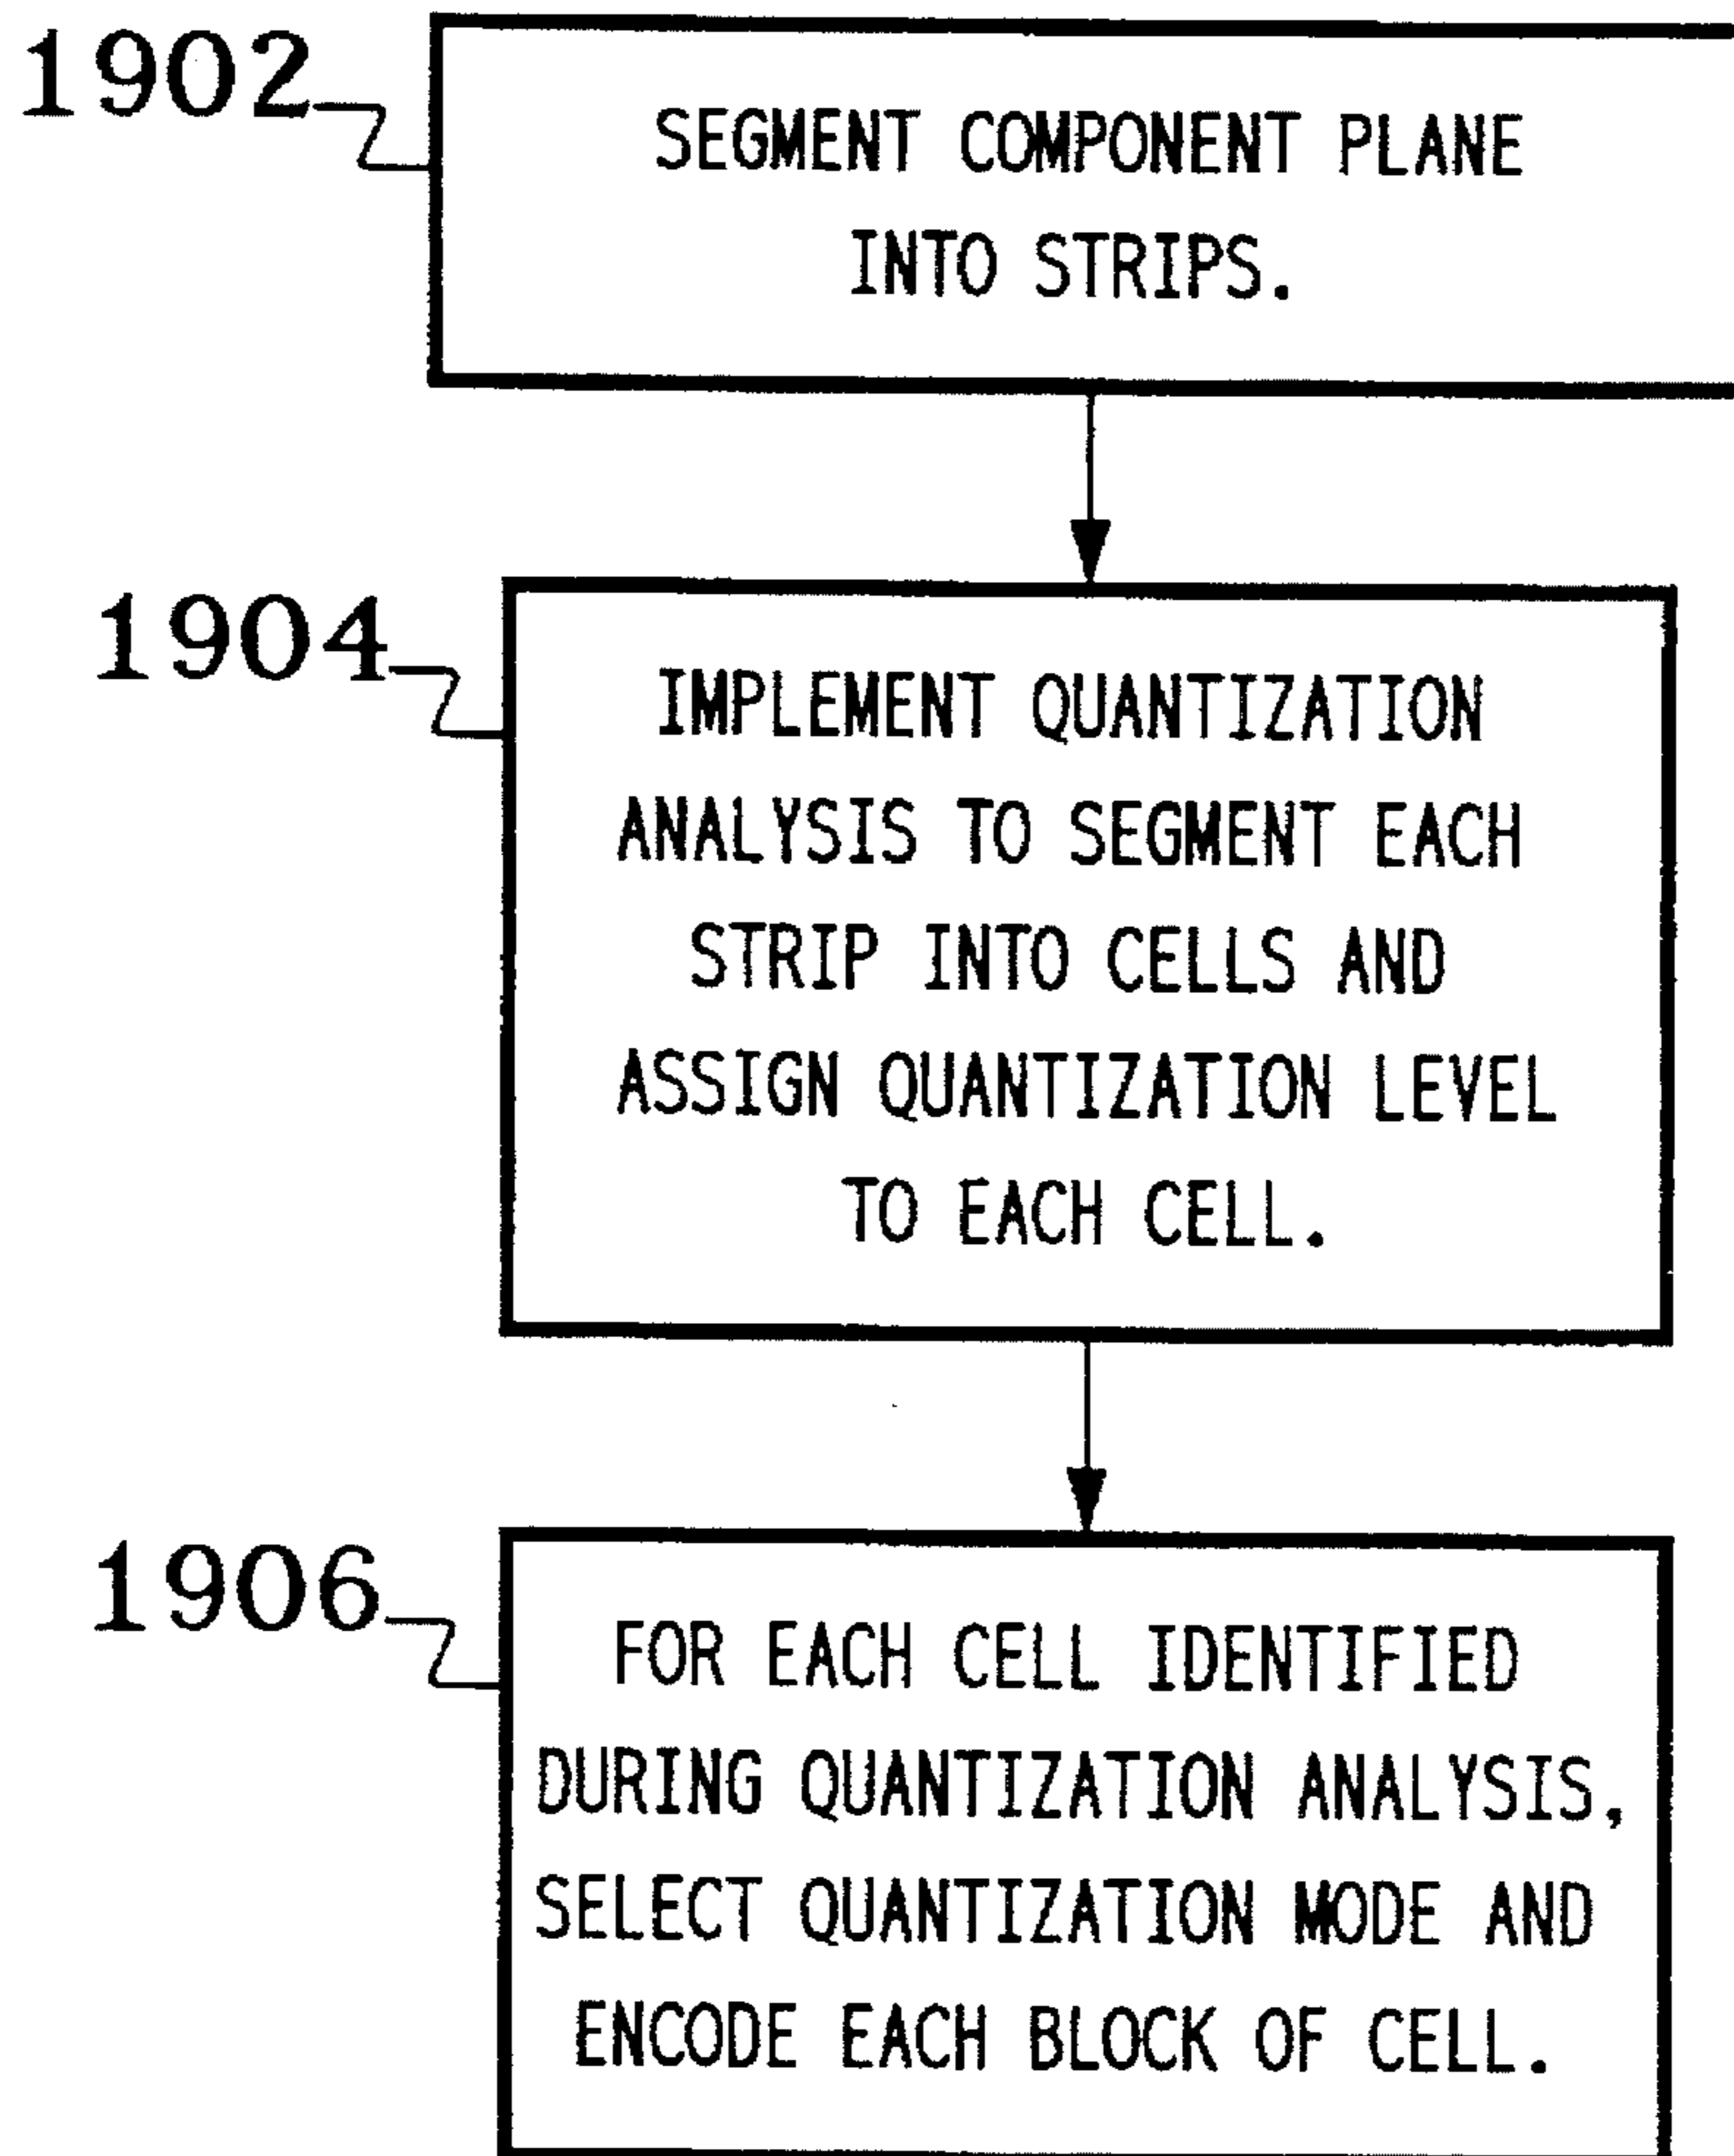 1902
SEGMENT COMPONENT PLANE
INTO STRIPS.
1904
IMPLEMENT QUANTIZATION
ANALYSIS TO SEGMENT EACH
STRIP INTO CELLS AND
ASSIGN QUANTIZATION LEVEL
TO EACH CELL.
1906
FOR EACH CELL IDENTIFIED
DURING QUANTIZATION ANALYSIS,
SELECT QUANTIZATION MODE AND
ENCODE EACH BLOCK OF CELL.